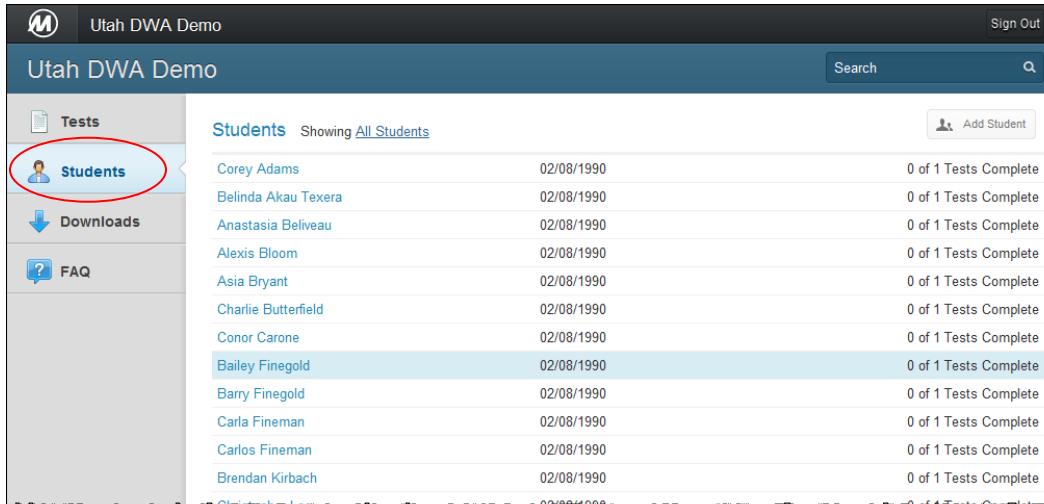 Utah DWA Demo Sign Out
Utah DWA Demo Search
Tests
Students
Downloads
FAQ
Students Showing All Students Add Student
Corey Adams 02/08/1990 0 of 1 Tests Complete
Belinda Akau Texera 02/08/1990 0 of 1 Tests Complete
Anastasia Beliveau 02/08/1990 0 of 1 Tests Complete
Alexis Bloom 02/08/1990 0 of 1 Tests Complete
Asia Bryant 02/08/1990 0 of 1 Tests Complete
Charlie Butterfield 02/08/1990 0 of 1 Tests Complete
Conor Carone 02/08/1990 0 of 1 Tests Complete
Bailey Finegold 02/08/1990 0 of 1 Tests Complete
Barry Finegold 02/08/1990 0 of 1 Tests Complete
Carla Fineman 02/08/1990 0 of 1 Tests Complete
Carlos Fineman 02/08/1990 0 of 1 Tests Complete
Brendan Kirbach 02/08/1990 0 of 1 Tests Complete